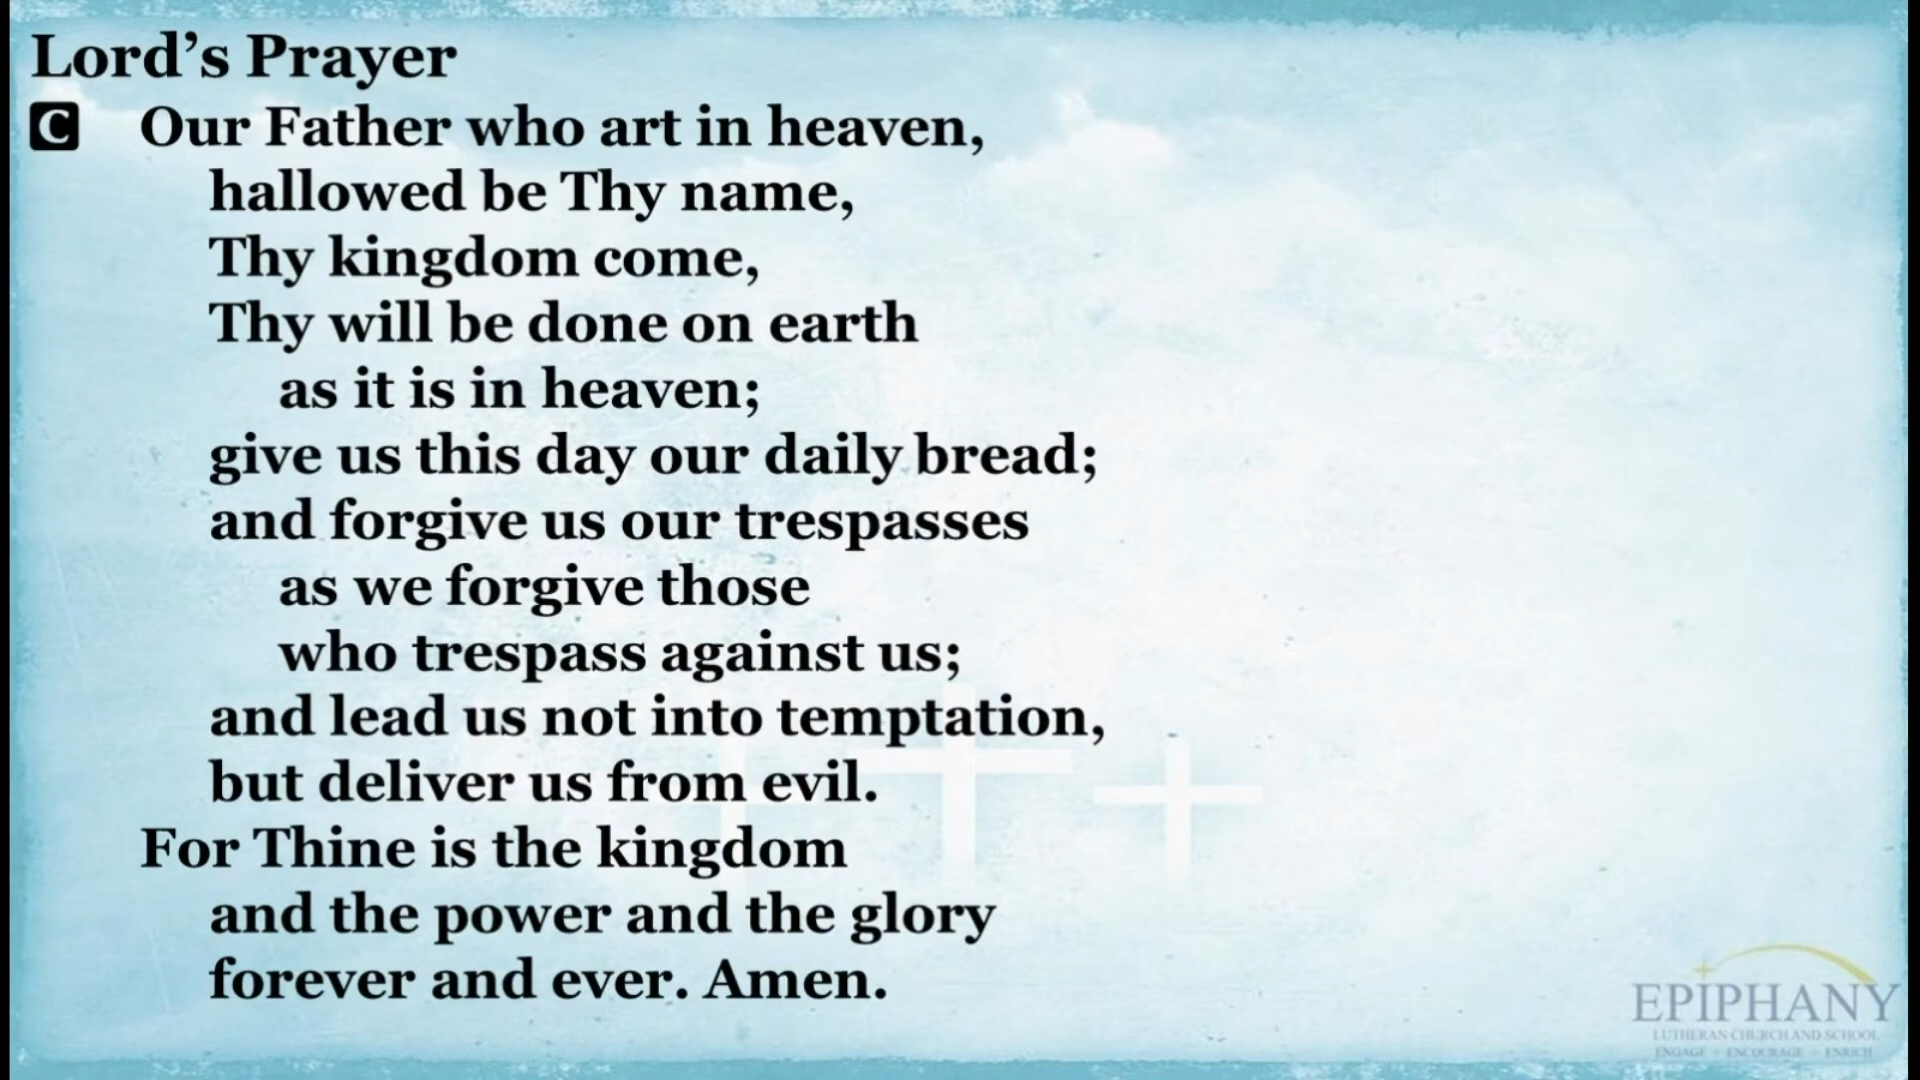 Lord’s Prayer
C Our Father who art in heaven,
hallowed be Thy name,
Thy kingdom come,
Thy will be done on earth
as it is in heaven;
give us this day our daily bread;
and forgive us our trespasses
as we forgive those
who trespass against us;
and lead us not into temptation,
but deliver us from evil.
For Thine is the kingdom
and the power and the glory
forever and ever. Amen.
EPIPHANY
LUTHERAN CHURCH AND SCHOOL
ENGAGE • ENCOURAGE • ENRICH